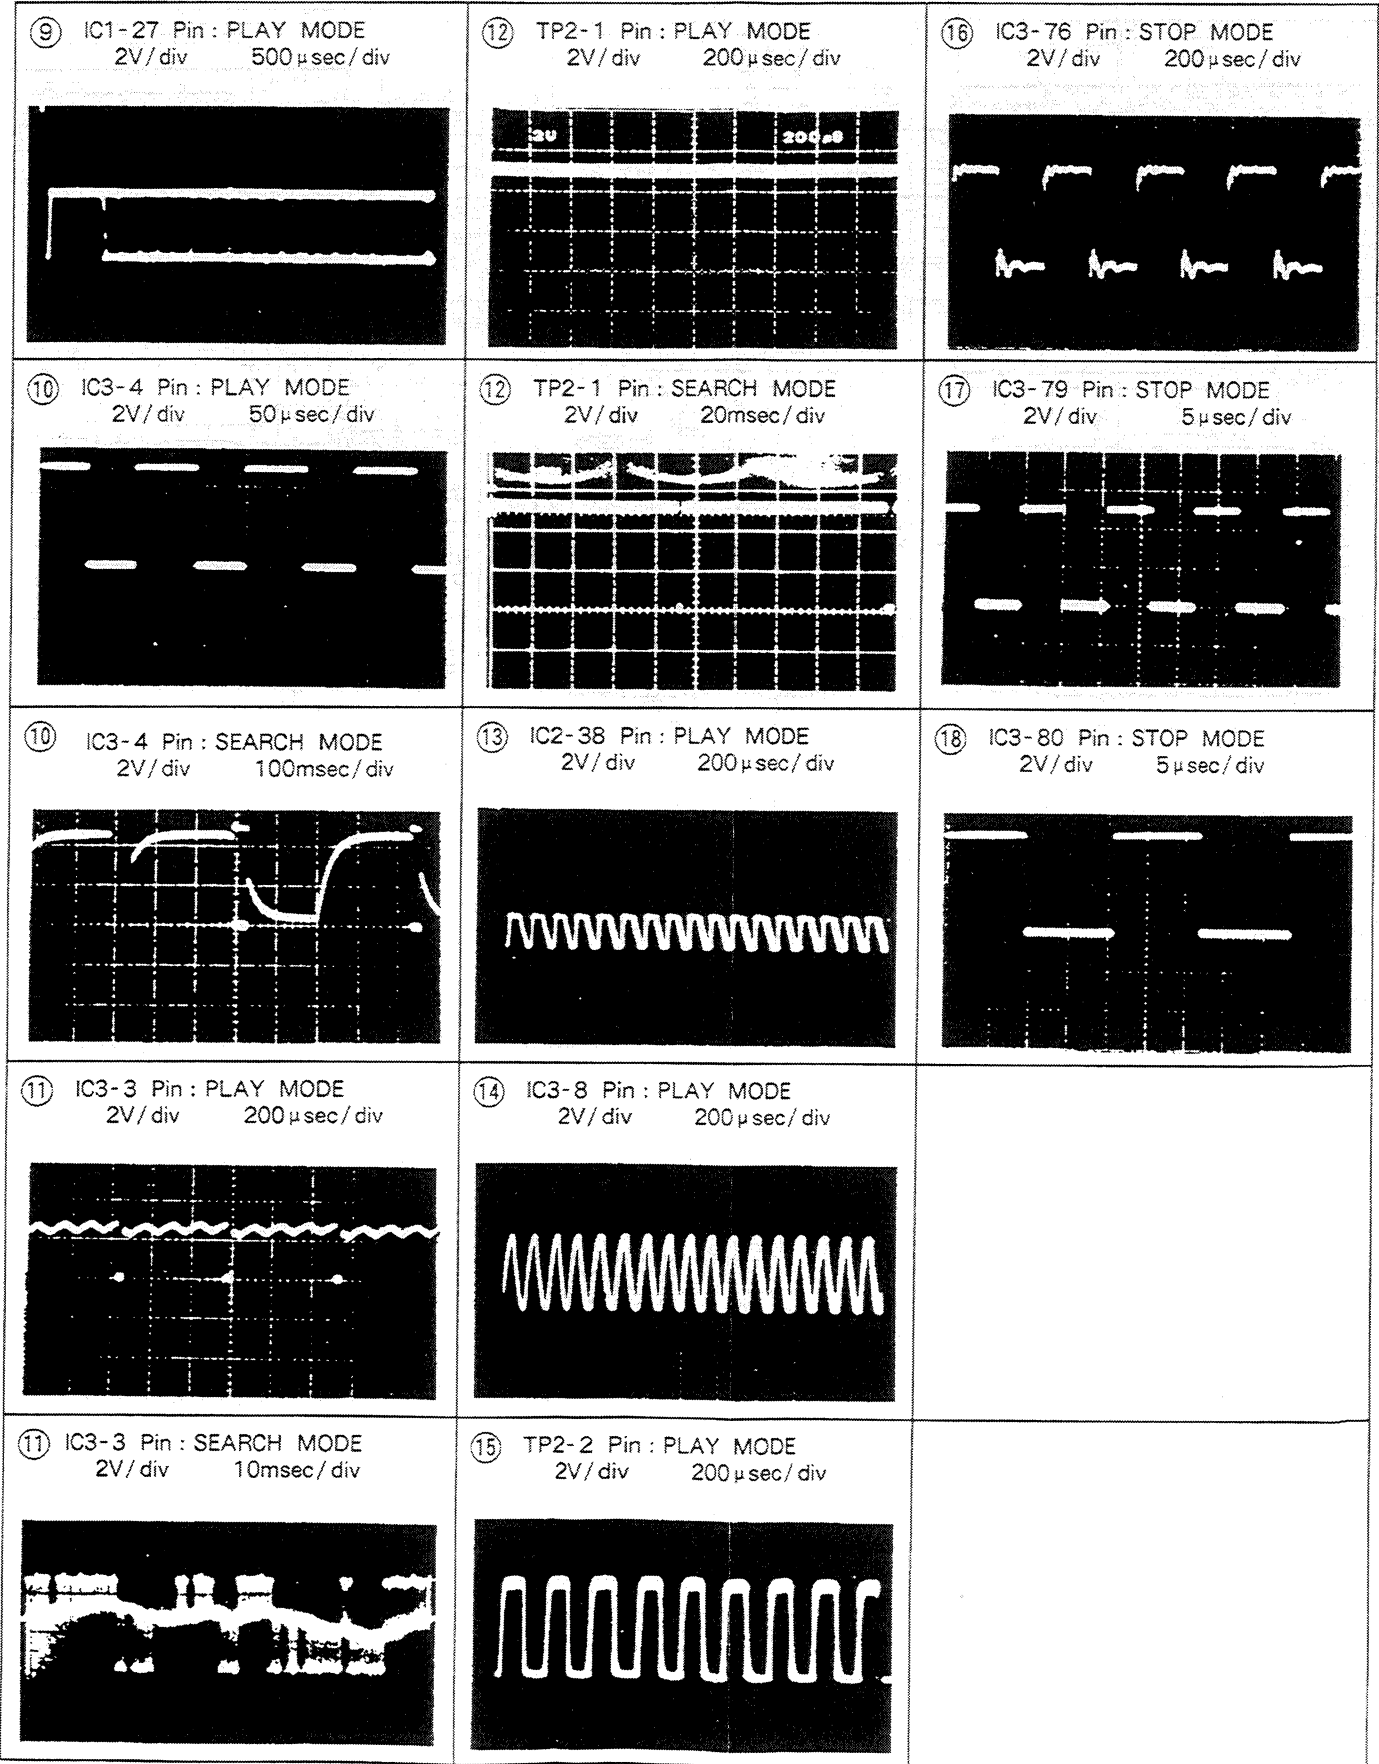 ⑨ IC1-27 Pin : PLAY MODE
2V/div 500μsec/div
⑩ IC3-4 Pin : PLAY MODE
2V/div 50μsec/div
⑩ IC3-4 Pin : SEARCH MODE
2V/div 100msec/div
⑪ IC3-3 Pin : PLAY MODE
2V/div 200μsec/div
⑪ IC3-3 Pin : SEARCH MODE
2V/div 10msec/div
⑫ TP2-1 Pin : PLAY MODE
2V/div 200μsec/div
2V 200μS
⑫ TP2-1 Pin : SEARCH MODE
2V/div 20msec/div
⑬ IC2-38 Pin : PLAY MODE
2V/div 200μsec/div
⑭ IC3-8 Pin : PLAY MODE
2V/div 200μsec/div
⑮ TP2-2 Pin : PLAY MODE
2V/div 200μsec/div
⑯ IC3-76 Pin : STOP MODE
2V/div 200μsec/div
⑰ IC3-79 Pin : STOP MODE
2V/div 5μsec/div
⑱ IC3-80 Pin : STOP MODE
2V/div 5μsec/div